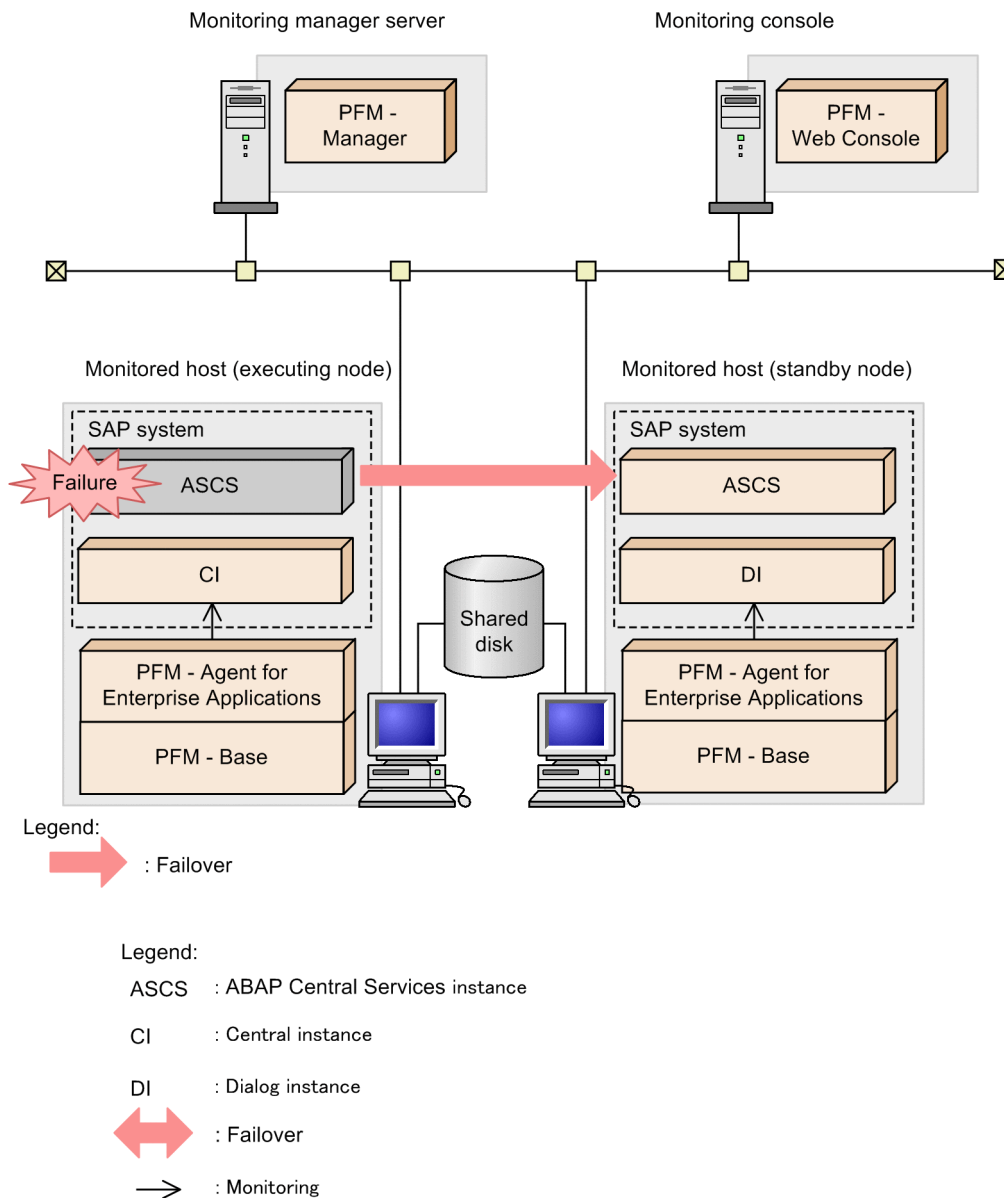 Monitoring manager server
Monitoring console
PFM -
Manager
PFM -
Web Console
Monitored host (executing node)
Monitored host (standby node)
SAP system
SAP system
Failure
ASCS
ASCS
CI
DI
Shared
disk
PFM - Agent for
Enterprise Applications
PFM - Agent for
Enterprise Applications
PFM - Base
PFM - Base
Legend:
: Failover
Legend:
ASCS : ABAP Central Services instance
CI : Central instance
DI : Dialog instance
: Failover
: Monitoring